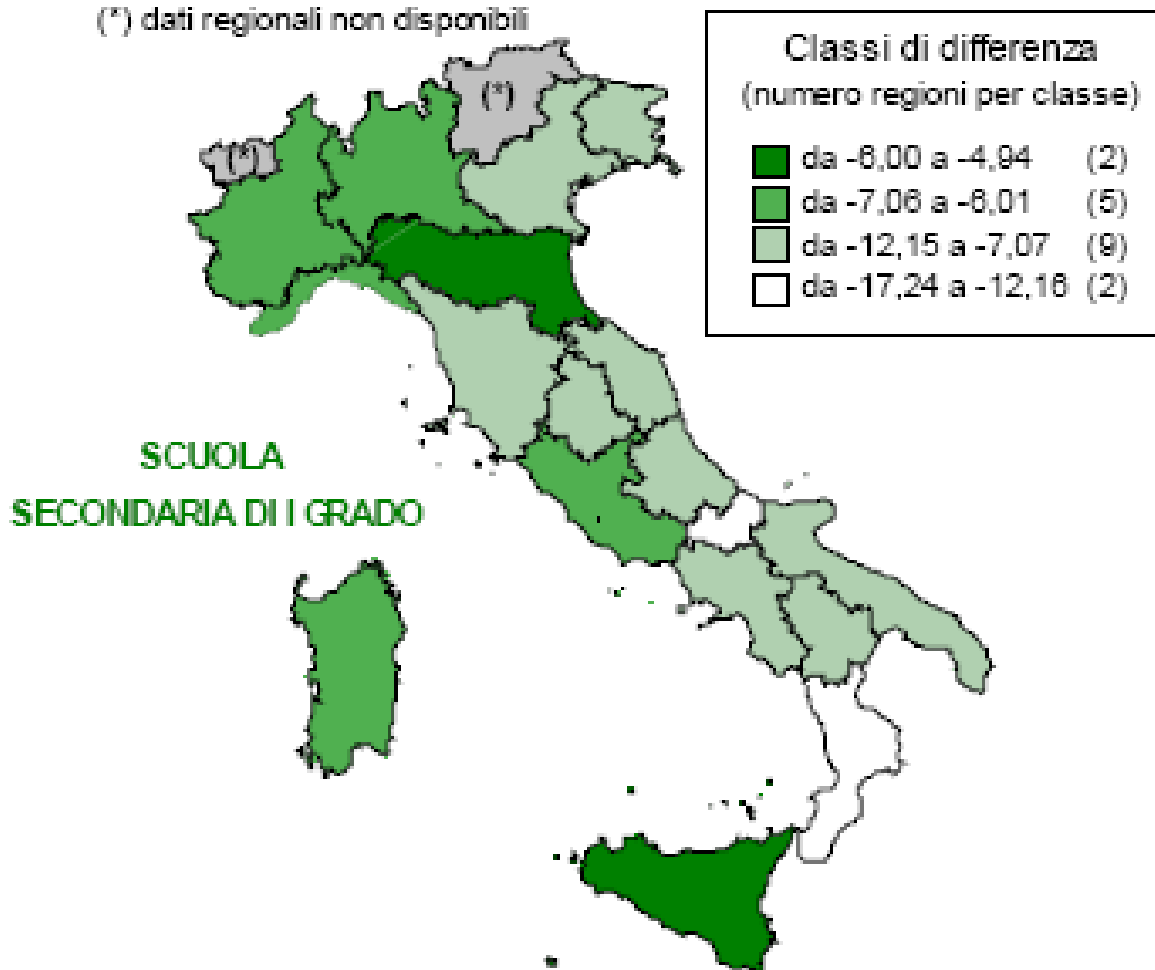 (*) dati regionali non disponibili
Classi di differenza
(numero regioni per classe)
da -6,00 a -4,94 (2)
da -7,06 a -6,01 (5)
da -12,15 a -7,07 (9)
da -17,24 a -12,16 (2)
(*)
(*)
SCUOLA
SECONDARIA DI I GRADO